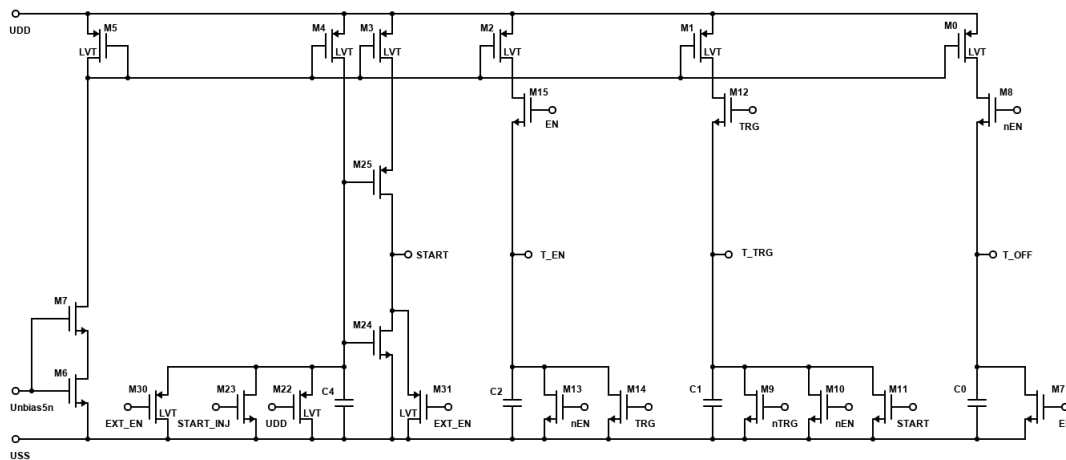 UDD
M5
LVT
M4
LVT
M3
LVT
M2
LVT
M1
LVT
M0
LVT
M15
EN
M12
TRG
M8
nEN
M25
START
T_EN
T_TRG
T_OFF
M7
M24
M6
Unbias5n
M30
LVT
EXT_EN
M23
START_INJ
M22
LVT
UDD
C4
M31
LVT
EXT_EN
C2
M13
nEN
M14
TRG
C1
M9
nTRG
M10
nEN
M11
START
C0
M7
USS